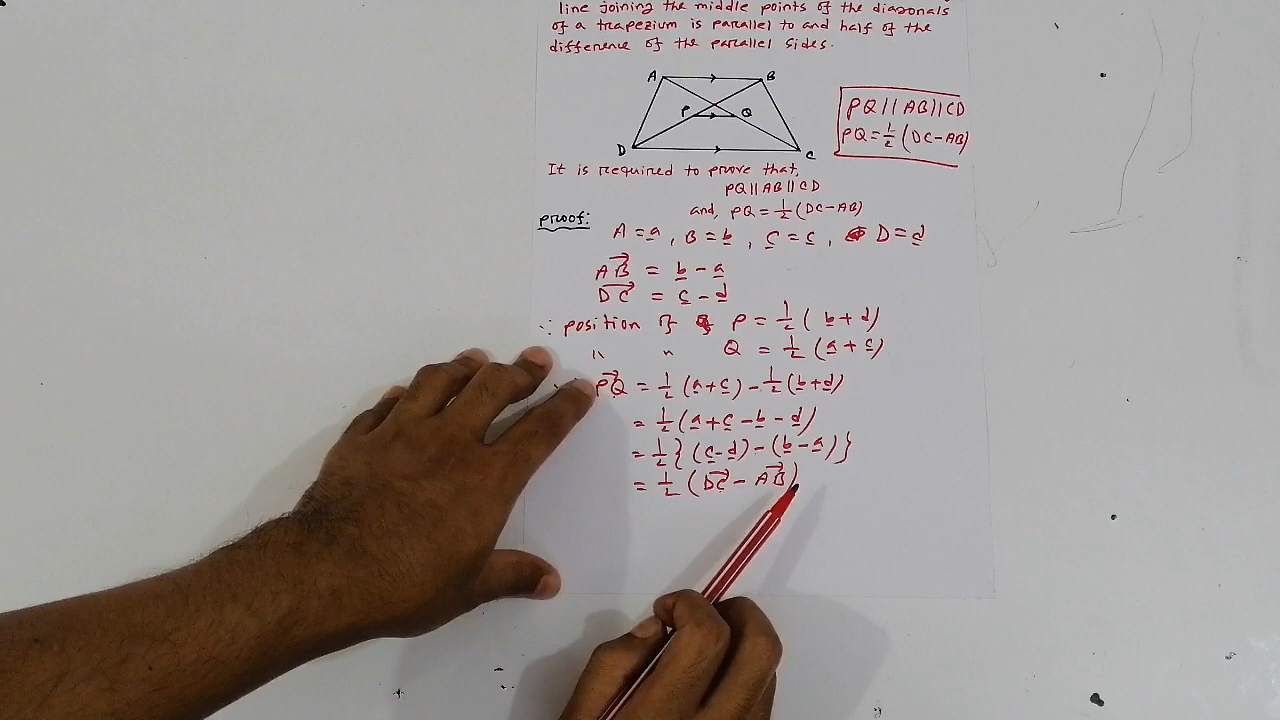 line joining the middle points of the diagonals
of a trapezium is parallel to and half of the
difference of the parallel sides.
A B
P Q
D C
PQ || AB || CD
PQ = 1/2 (DC - AB)
It is required to prove that,
PQ || AB || CD
and, PQ = 1/2 (DC - AB)
proof:
A = a, B = b, C = c, D = d
AB = b - a
DC = c - d
∴ position of P = 1/2 (b + d)
" " Q = 1/2 (a + c)
PQ = 1/2 (a + c) - 1/2 (b + d)
= 1/2 (a + c - b - d)
= 1/2 { (c - d) - (b - a) }
= 1/2 (DC - AB)